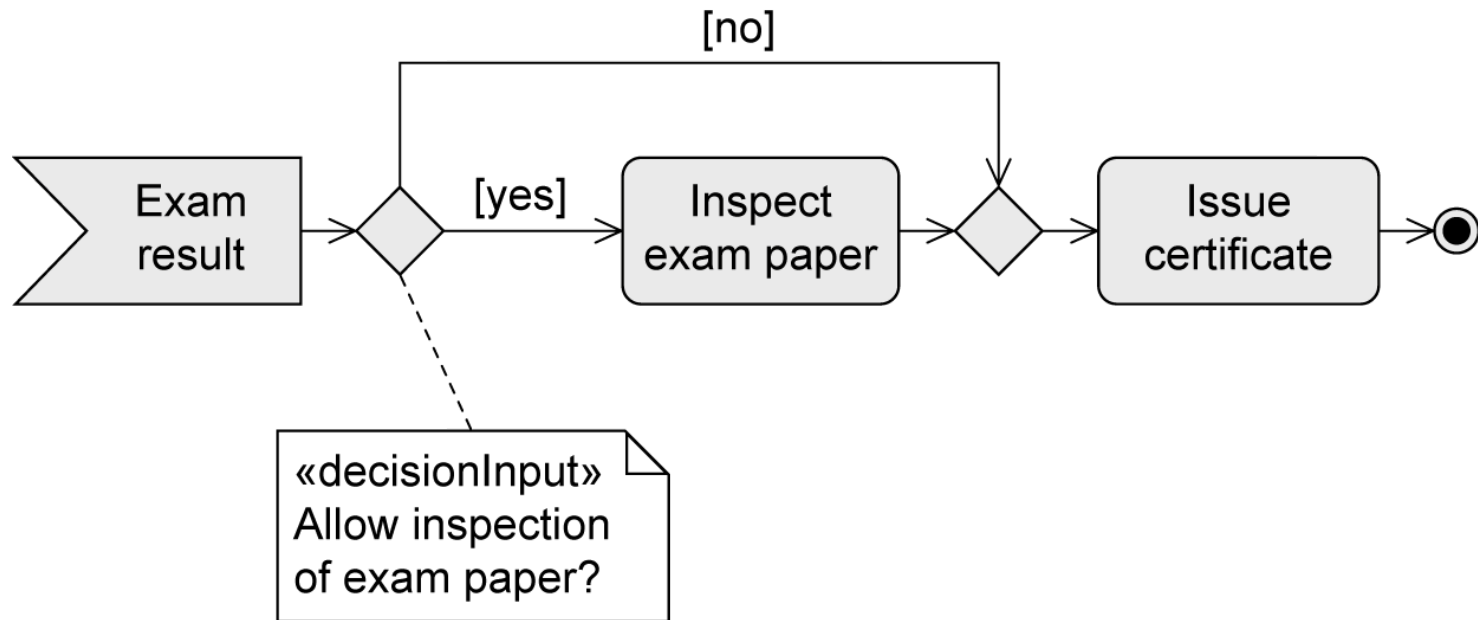 [no]
Exam
result
[yes]
Inspect
exam paper
Issue
certificate
«decisionInput»
Allow inspection
of exam paper?